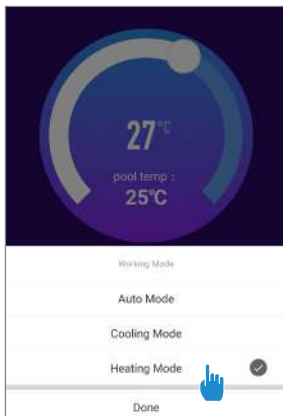 27°C
pool temp :
25°C
Working Mode
Auto Mode
Cooling Mode
Heating Mode
Done